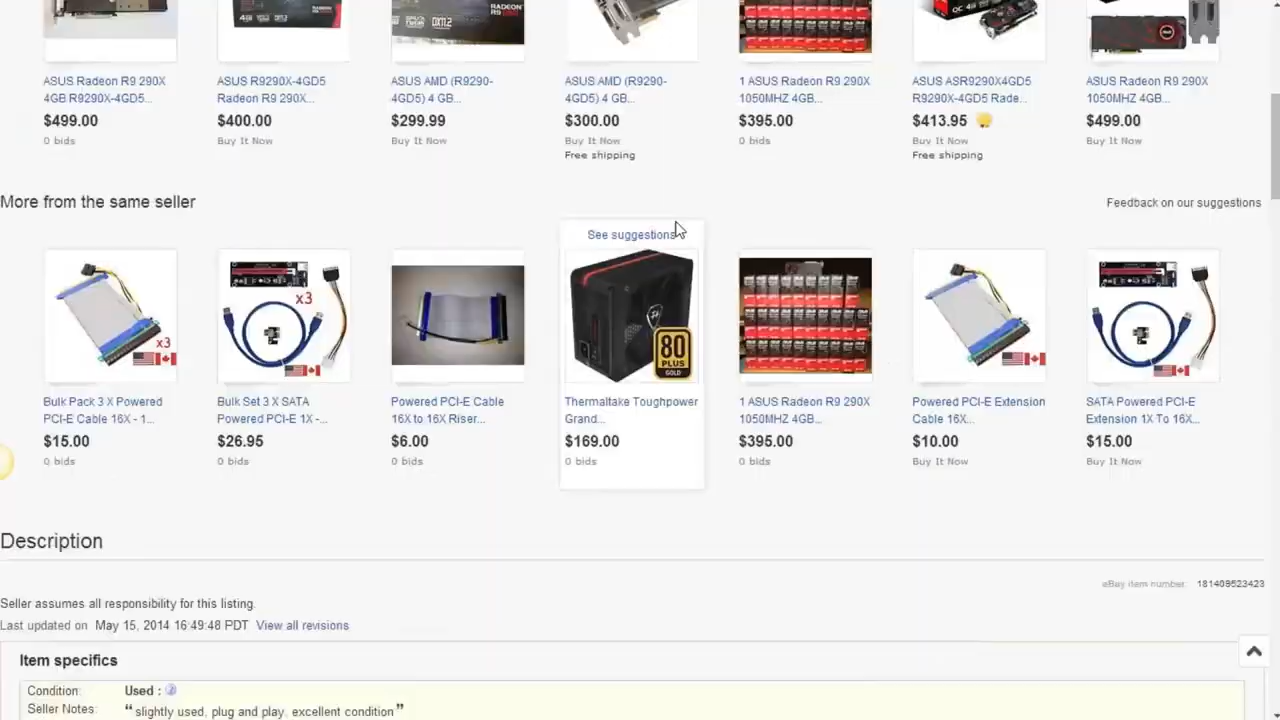 ASUS Radeon R9 290X
4GB R9290X-4GD5...
$499.00
0 bids
ASUS R9290X-4GD5
Radeon R9 290X...
$400.00
Buy It Now
ASUS AMD (R9290-
4GD5) 4 GB...
$299.99
Buy It Now
ASUS AMD (R9290-
4GD5) 4 GB...
$300.00
Buy It Now
Free shipping
1 ASUS Radeon R9 290X
1050MHZ 4GB...
$395.00
0 bids
ASUS ASR9290X4GD5
R9290X-4GD5 Rade...
$413.95
Buy It Now
Free shipping
ASUS Radeon R9 290X
1050MHZ 4GB...
$499.00
Buy It Now
More from the same seller
Feedback on our suggestions
See suggestions
x3
x3
80
PLUS
GOLD
Bulk Pack 3 X Powered
PCI-E Cable 16X - 1...
$15.00
0 bids
Bulk Set 3 X SATA
Powered PCI-E 1X -...
$26.95
0 bids
Powered PCI-E Cable
16X to 16X Riser...
$6.00
0 bids
Thermaltake Toughpower
Grand...
$169.00
0 bids
1 ASUS Radeon R9 290X
1050MHZ 4GB...
$395.00
0 bids
Powered PCI-E Extension
Cable 16X...
$10.00
Buy It Now
SATA Powered PCI-E
Extension 1X To 16X...
$15.00
Buy It Now
Description
eBay item number: 181409523423
Seller assumes all responsibility for this listing.
Last updated on May 15, 2014 16:49:48 PDT View all revisions
Item specifics
Condition: Used :
Seller Notes: “slightly used, plug and play, excellent condition”